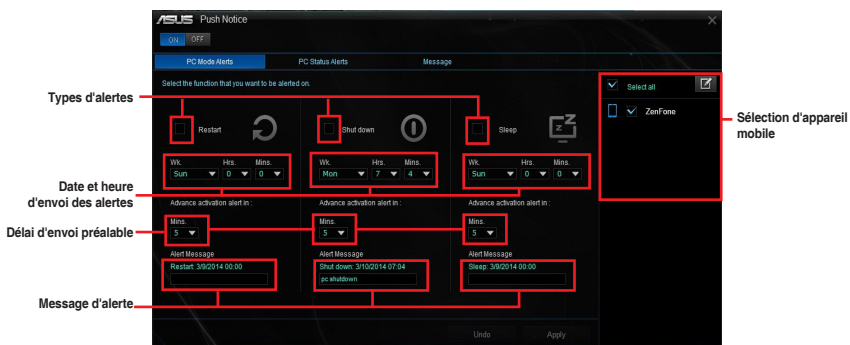 ASUS Push Notice
ON OFF
PC Mode Alerts PC Status Alerts Message
Select the function that you want to be alerted on.
Select all
ZenFone
Types d'alertes
Sélection d'appareil
mobile
Restart Shut down Sleep
Wk. Hrs. Mins. Wk. Hrs. Mins. Wk. Hrs. Mins.
Sun 0 0 Mon 7 4 Sun 0 0
Date et heure
d'envoi des alertes
Advance activation alert in : Advance activation alert in : Advance activation alert in :
Mins. Mins. Mins.
Délai d'envoi préalable
5 5 5
Alert Message Alert Message Alert Message
Restart: 3/9/2014 00:00 Shut down: 3/10/2014 07:04 Sleep: 3/9/2014 00:00
pc shutdown
Message d'alerte
Undo Apply